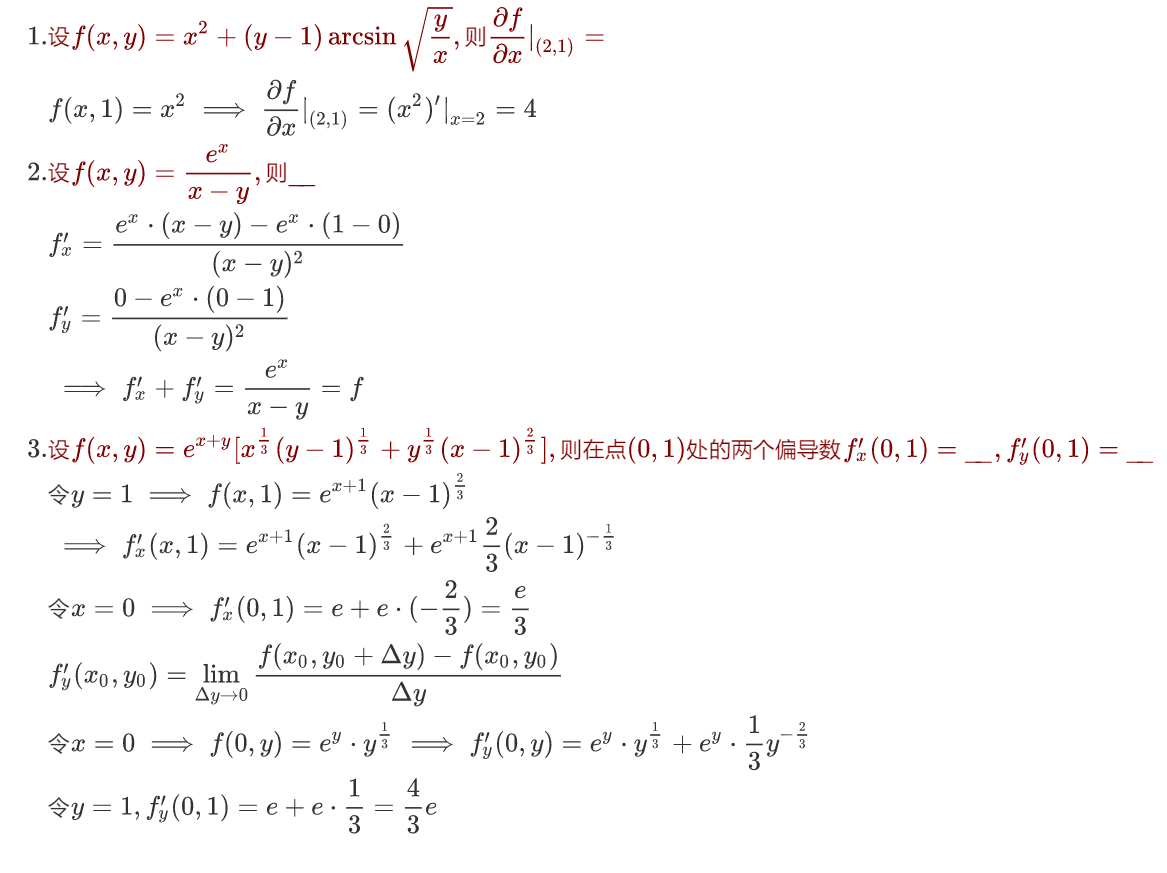 1.设$f(x,y)=x^2+(y-1)\arcsin\sqrt{\frac{y}{x}}$,则$\frac{\partial f}{\partial x}|_{(2,1)}=$
$f(x,1)=x^2 \implies \frac{\partial f}{\partial x}|_{(2,1)}=(x^2)'|_{x=2}=4$
2.设$f(x,y)=\frac{e^x}{x-y}$,则__
$f'_x=\frac{e^x\cdot(x-y)-e^x\cdot(1-0)}{(x-y)^2}$
$f'_y=\frac{0-e^x\cdot(0-1)}{(x-y)^2}$
$\implies f'_x+f'_y=\frac{e^x}{x-y}=f$
3.设$f(x,y)=e^{x+y}[x^{\frac{1}{3}}(y-1)^{\frac{1}{3}}+y^{\frac{1}{3}}(x-1)^{\frac{2}{3}}]$,则在点$(0,1)$处的两个偏导数$f'_x(0,1)=$__,$f'_y(0,1)=$__
令$y=1 \implies f(x,1)=e^{x+1}(x-1)^{\frac{2}{3}}$
$\implies f'_x(x,1)=e^{x+1}(x-1)^{\frac{2}{3}}+e^{x+1}\frac{2}{3}(x-1)^{-\frac{1}{3}}$
令$x=0 \implies f'_x(0,1)=e+e\cdot(-\frac{2}{3})=\frac{e}{3}$
$f'_y(x_0,y_0)=\lim_{\Delta y\to 0}\frac{f(x_0,y_0+\Delta y)-f(x_0,y_0)}{\Delta y}$
令$x=0 \implies f(0,y)=e^y\cdot y^{\frac{1}{3}} \implies f'_y(0,y)=e^y\cdot y^{\frac{1}{3}}+e^y\cdot\frac{1}{3}y^{-\frac{2}{3}}$
令$y=1,f'_y(0,1)=e+e\cdot\frac{1}{3}=\frac{4}{3}e$